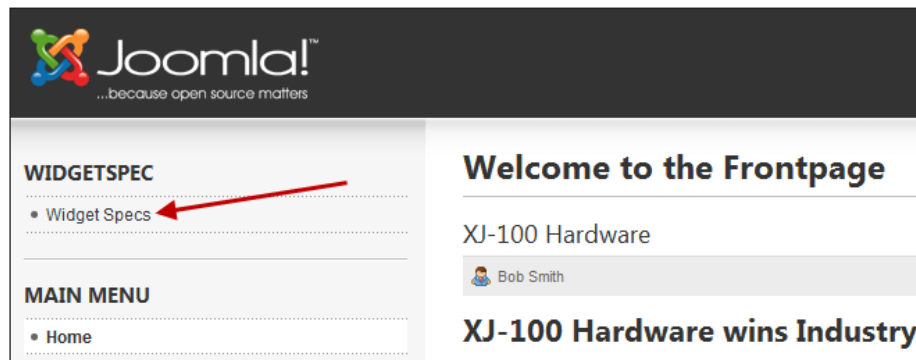 Joomla!™
...because open source matters
WIDGETSPEC
Widget Specs
MAIN MENU
Home
Welcome to the Frontpage
XJ-100 Hardware
Bob Smith
XJ-100 Hardware wins Industry